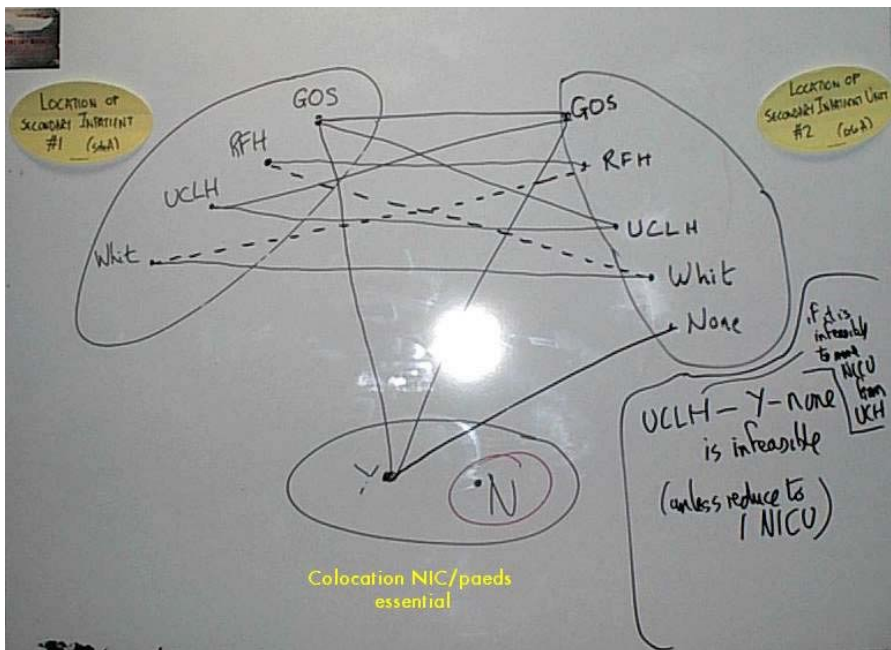 LOCATION OF
SECONDARY INPATIENT
#1 (s6A)
GOS
RFH
UCLH
Whit
LOCATION OF
SECONDARY INPATIENT UNIT
#2 (06A)
GOS
RFH
UCLH
Whit
None
Y
N
Colocation NIC/paeds
essential
UCLH – Y – none
is infeasible
(unless reduce to
1 NICU)
if it is
infeasible
to move
NICU
from
UCH